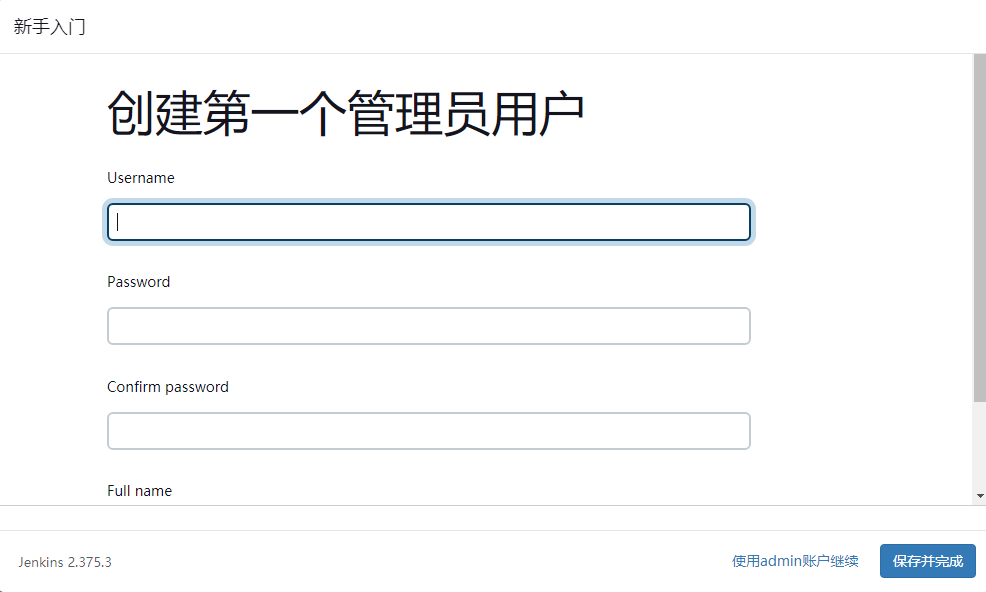 新手入门
创建第一个管理员用户
Username
Password
Confirm password
Full name
Jenkins 2.375.3
使用admin账户继续
保存并完成